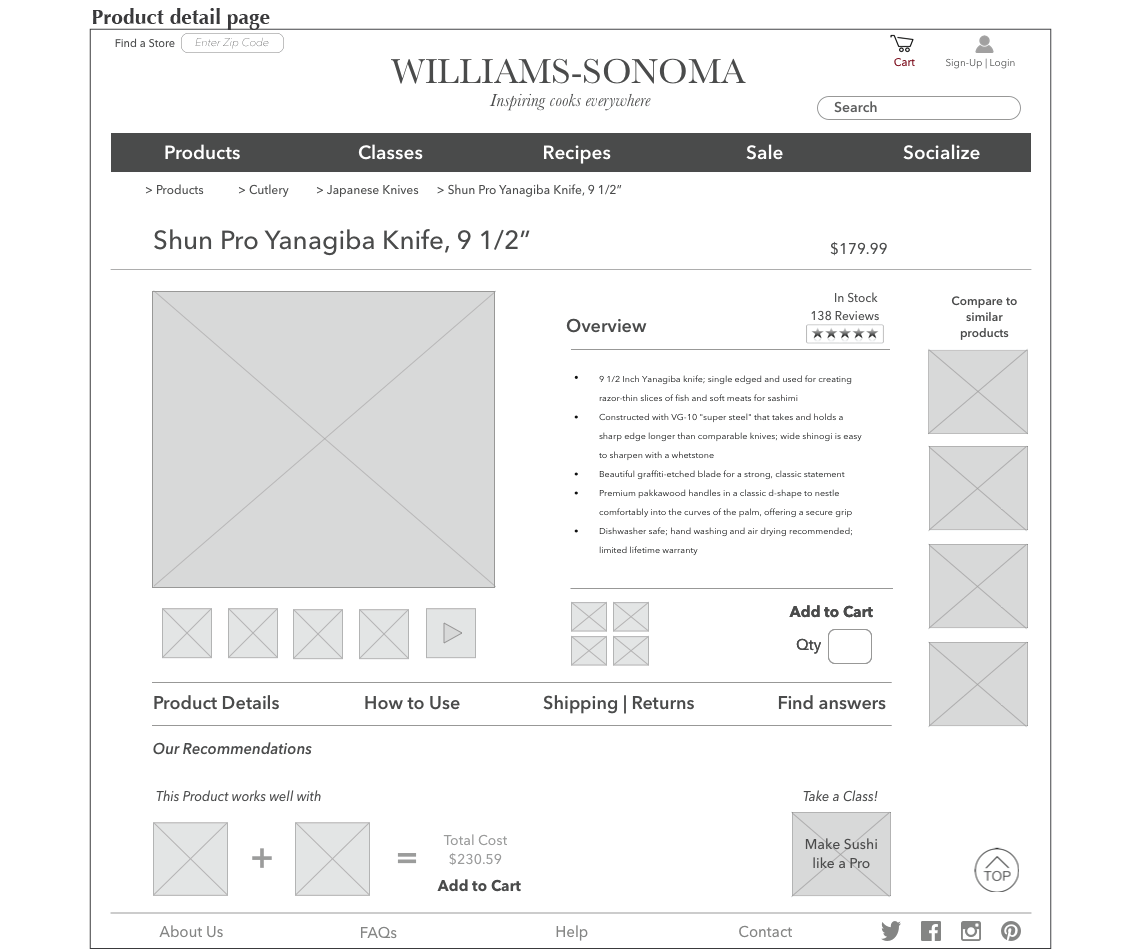 Product detail page
Find a Store
Enter Zip Code
Cart
Sign-Up | Login
WILLIAMS-SONOMA
Inspiring cooks everywhere
Search
Products
Classes
Recipes
Sale
Socialize
> Products
> Cutlery
> Japanese Knives
> Shun Pro Yanagiba Knife, 9 1/2”
Shun Pro Yanagiba Knife, 9 1/2”
$179.99
In Stock
138 Reviews
Overview
• 9 1/2 Inch Yanagiba knife; single edged and used for creating
razor-thin slices of fish and soft meats for sashimi
• Constructed with VG-10 "super steel" that takes and holds a
sharp edge longer than comparable knives; wide shinogi is easy
to sharpen with a whetstone
• Beautiful graffiti-etched blade for a strong, classic statement
• Premium pakkawood handles in a classic d-shape to nestle
comfortably into the curves of the palm, offering a secure grip
• Dishwasher safe; hand washing and air drying recommended;
limited lifetime warranty
Compare to
similar
products
Add to Cart
Qty
Product Details
How to Use
Shipping | Returns
Find answers
Our Recommendations
This Product works well with
+
=
Total Cost
$230.59
Add to Cart
Take a Class!
Make Sushi
like a Pro
TOP
About Us
FAQs
Help
Contact